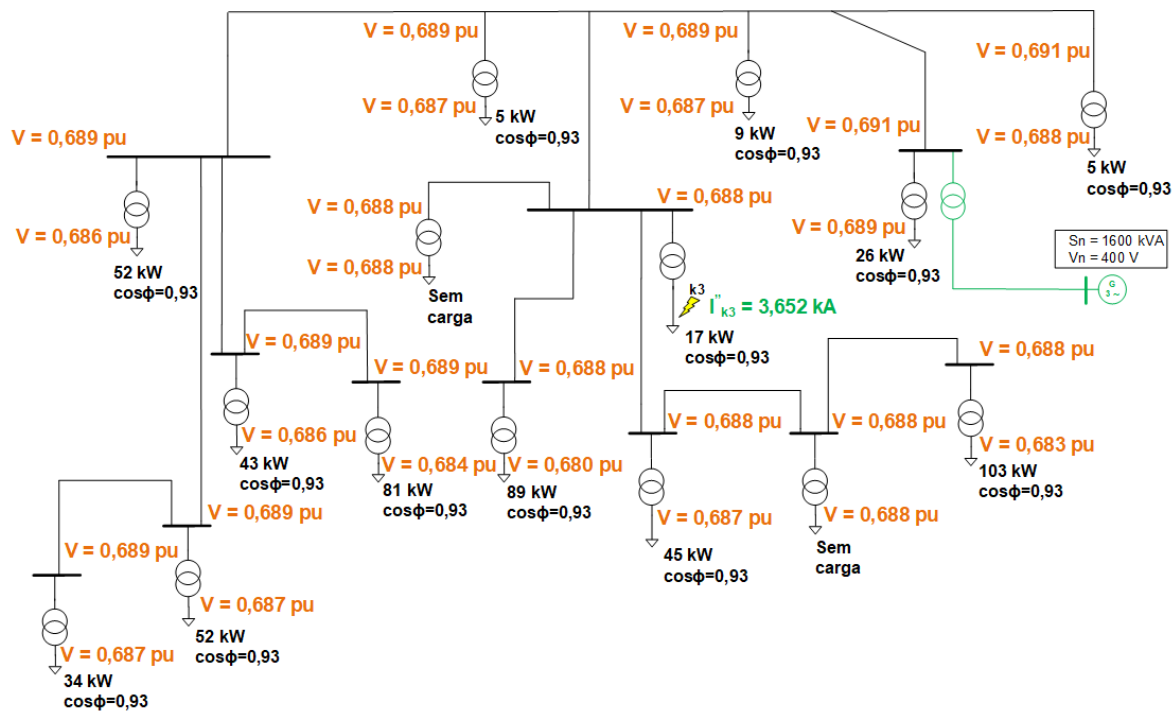 V = 0,689 pu
V = 0,689 pu
V = 0,691 pu
V = 0,687 pu
5 kW
cosϕ=0,93
V = 0,687 pu
9 kW
cosϕ=0,93
V = 0,691 pu
V = 0,688 pu
5 kW
cosϕ=0,93
V = 0,689 pu
V = 0,686 pu
52 kW
cosϕ=0,93
V = 0,688 pu
V = 0,688 pu
Sem
carga
V = 0,688 pu
k3
I''k3 = 3,652 kA
17 kW
cosϕ=0,93
V = 0,689 pu
26 kW
cosϕ=0,93
Sn = 1600 kVA
Vn = 400 V
G
3 ~
V = 0,689 pu
V = 0,686 pu
43 kW
cosϕ=0,93
V = 0,689 pu
V = 0,684 pu
81 kW
cosϕ=0,93
V = 0,688 pu
V = 0,680 pu
89 kW
cosϕ=0,93
V = 0,688 pu
V = 0,687 pu
45 kW
cosϕ=0,93
V = 0,688 pu
V = 0,688 pu
Sem
carga
V = 0,688 pu
V = 0,683 pu
103 kW
cosϕ=0,93
V = 0,689 pu
V = 0,687 pu
52 kW
cosϕ=0,93
V = 0,689 pu
V = 0,687 pu
34 kW
cosϕ=0,93